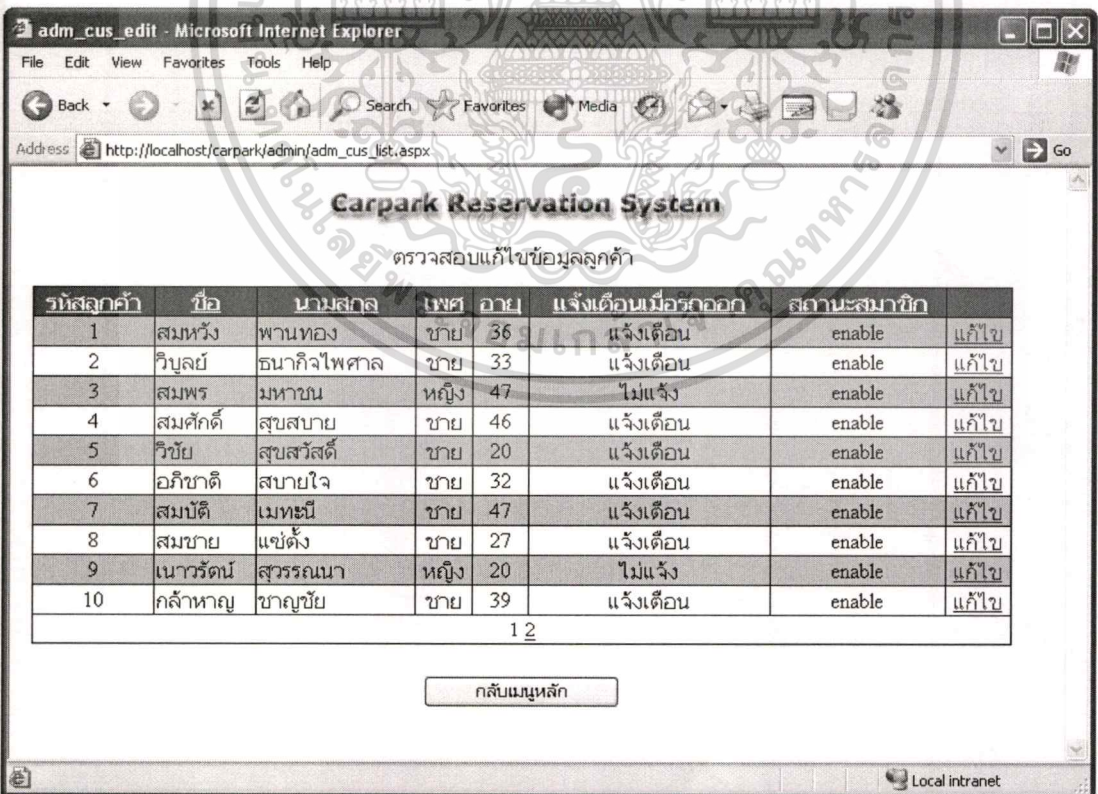 adm_cus_edit - Microsoft Internet Explorer
File Edit View Favorites Tools Help
Back Search Favorites Media
Address http://localhost/carpark/admin/adm_cus_list.aspx Go
Carpark Reservation System
ตรวจสอบแก้ไขข้อมูลลูกค้า
รหัสลูกค้า ชื่อ นามสกุล เพศ อายุ แจ้งเตือนเมื่อรถออก สถานะสมาชิก
1 สมหวัง พานทอง ชาย 36 แจ้งเตือน enable แก้ไข
2 วิบูลย์ ธนากิจไพศาล ชาย 33 แจ้งเตือน enable แก้ไข
3 สมพร มหาชน หญิง 47 ไม่แจ้ง enable แก้ไข
4 สมศักดิ์ สุขสบาย ชาย 46 แจ้งเตือน enable แก้ไข
5 วิชัย สุขสวัสดิ์ ชาย 20 แจ้งเตือน enable แก้ไข
6 อภิชาติ สบายใจ ชาย 32 แจ้งเตือน enable แก้ไข
7 สมบัติ เมทะนี ชาย 47 แจ้งเตือน enable แก้ไข
8 สมชาย แซ่ตั้ง ชาย 27 แจ้งเตือน enable แก้ไข
9 เนาวรัตน์ สุวรรณนา หญิง 20 ไม่แจ้ง enable แก้ไข
10 กล้าหาญ ชาญชัย ชาย 39 แจ้งเตือน enable แก้ไข
1 2
กลับเมนูหลัก
Local intranet